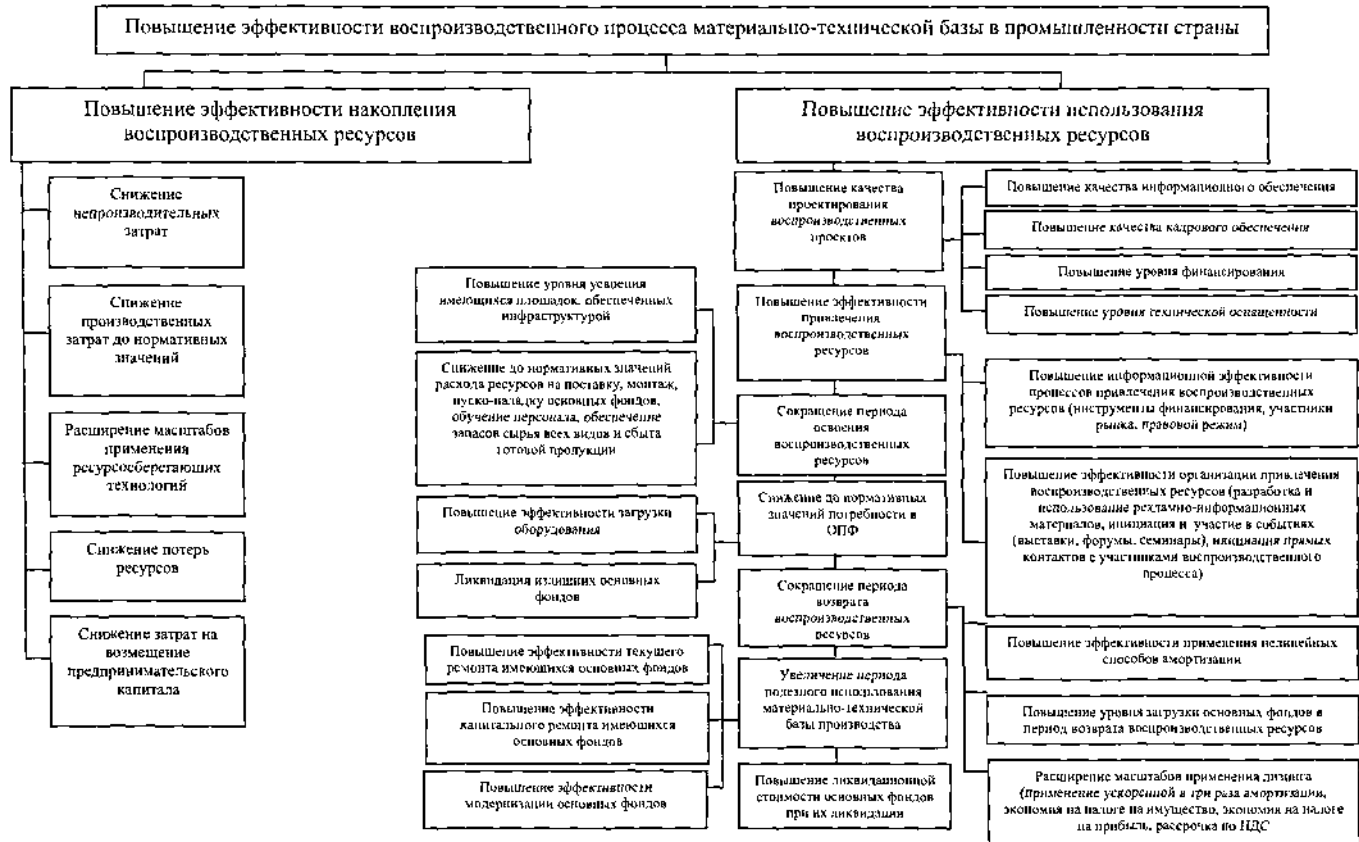 Повышение эффективности воспроизводственного процесса материально-технической базы в промышленности страны
Повышение эффективности накопления
воспроизводственных ресурсов
Снижение
непроизводительных
затрат
Снижение
производственных
затрат до нормативных
значений
Расширение масштабов
применения
ресурсосберегающих
технологий
Снижение потерь
ресурсов
Снижение затрат на
возмещение
предпринимательского
капитала
Повышение эффективности использования
воспроизводственных ресурсов
Повышение качества
проектирования
воспроизводственных
проектов
Повышение качества информационного обеспечения
Повышение качества кадрового обеспечения
Повышение уровня финансирования
Повышение уровня технической оснащенности
Повышение эффективности
привлечения
воспроизводственных
ресурсов
Повышение информационной эффективности
процессов привлечения воспроизводственных
ресурсов (инструменты финансирования, участники
рынка, правовой режим)
Повышение эффективности организации привлечения
воспроизводственных ресурсов (разработка и
использование рекламно-информационных
материалов, инициация и участие в событиях
(выставки, форумы, семинары), инициация прямых
контактов с участниками воспроизводственного
процесса)
Сокращение периода
освоения
воспроизводственных
ресурсов
Повышение уровня
имеющихся площадок, обеспеченных
инфраструктурой
Снижение до нормативных значений
расхода ресурсов на поставку, монтаж,
пуско-наладку основных фондов,
обучение персонала, обеспечение
запасов сырья всех видов и сбыта
готовой продукции
Снижение до нормативных
значений потребности в
ОПФ
Повышение эффективности загрузки
оборудования
Ликвидация излишних основных
фондов
Сокращение периода
возврата
воспроизводственных
ресурсов
Повышение эффективности применения нелинейных
способов амортизации
Повышение уровня загрузки основных фондов в
период возврата воспроизводственных ресурсов
Расширение масштабов применения лизинга
(применение ускоренной в три раза амортизации,
экономия на налоге на имущество, экономия на налоге
на прибыль, рассрочка по НДС
Увеличение периода
полезного использования
материально-технической
базы производства
Повышение эффективности текущего
ремонта имеющихся основных фондов
Повышение эффективности
капитального ремонта имеющихся
основных фондов
Повышение эффективности
модернизации основных фондов
Повышение ликвидационной
стоимости основных фондов
при их ликвидации